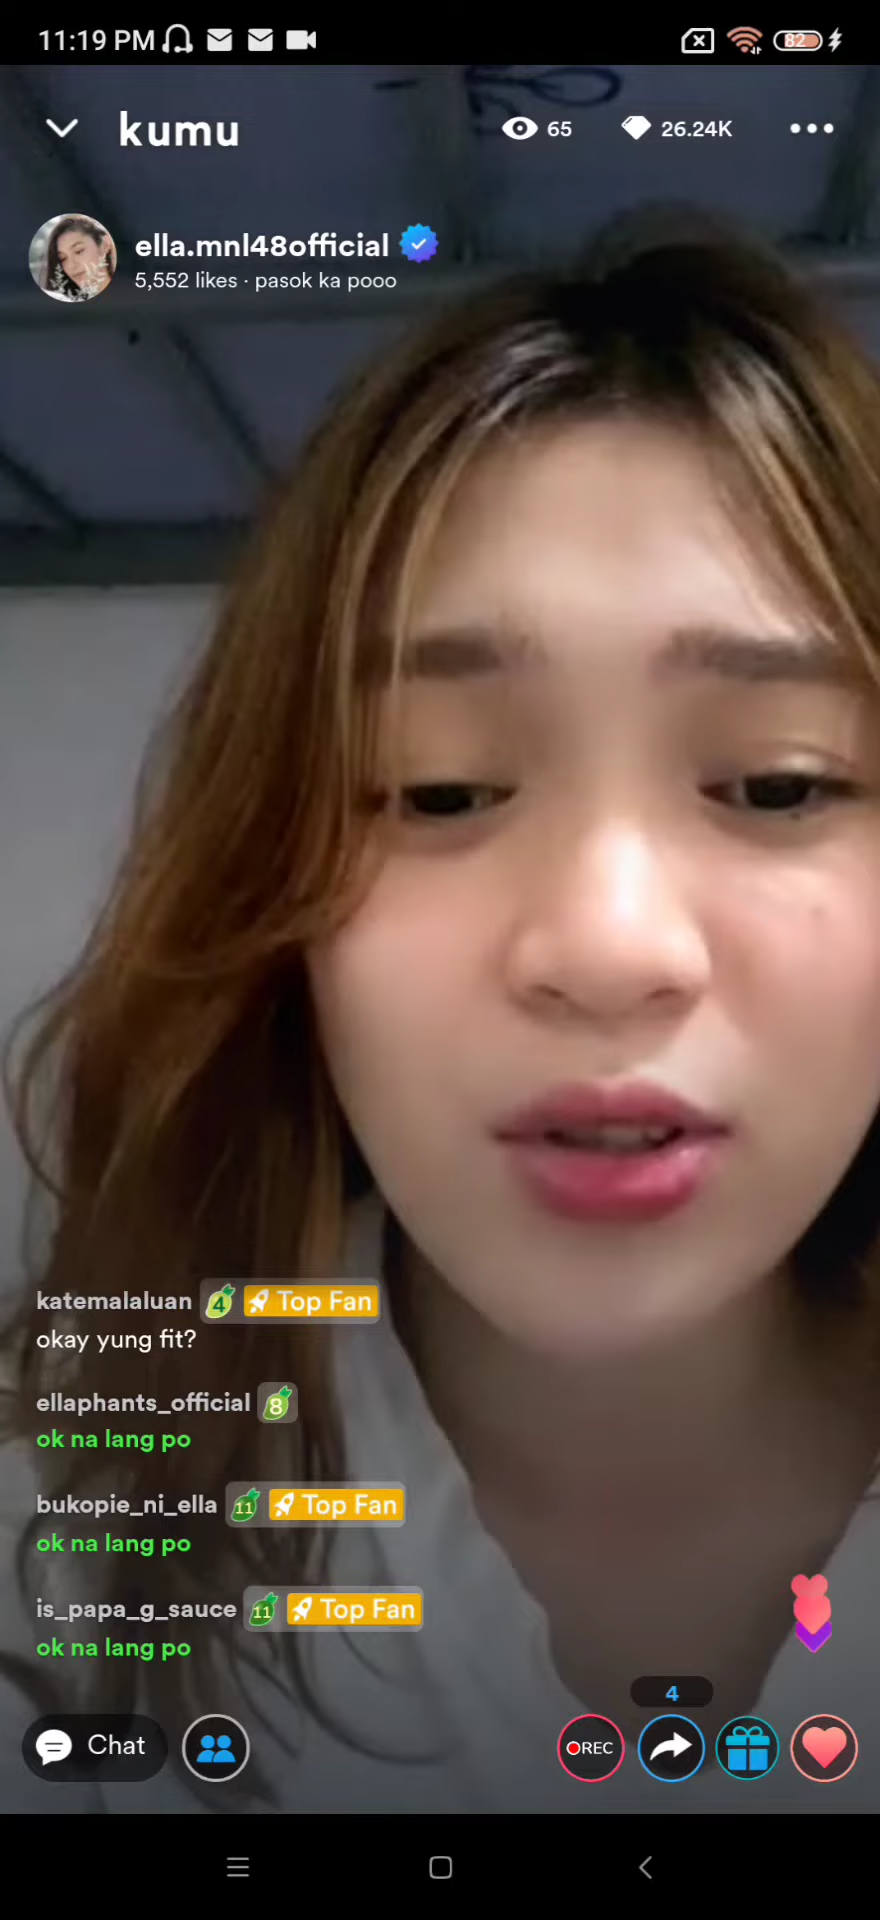 11:19 PM
82
kumu
65
26.24K
ella.mnl48official
5,552 likes · pasok ka pooo
katemalaluan 4 Top Fan
okay yung fit?
ellaphants_official 8
ok na lang po
bukopie_ni_ella 11 Top Fan
ok na lang po
is_papa_g_sauce 11 Top Fan
ok na lang po
4
Chat
REC